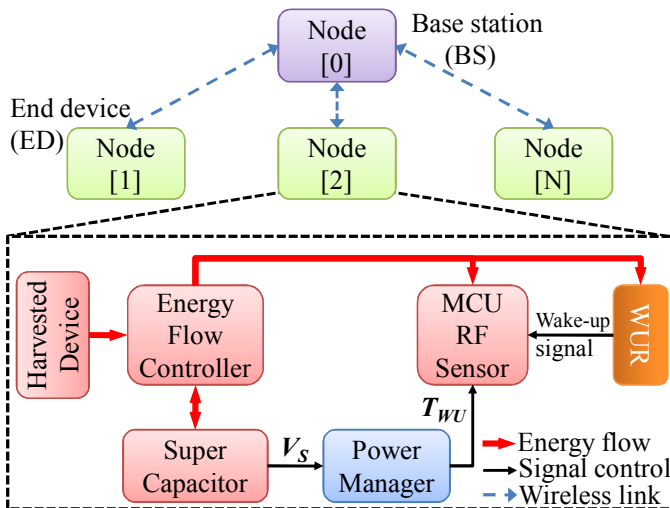 Node
[0]
Base station
(BS)
End device
(ED)
Node
[1]
Node
[2]
Node
[N]
Harvested
Device
Energy
Flow
Controller
MCU
RF
Sensor
Wake-up
signal
WUR
Super
Capacitor
V_S
Power
Manager
T_WU
Energy flow
Signal control
Wireless link